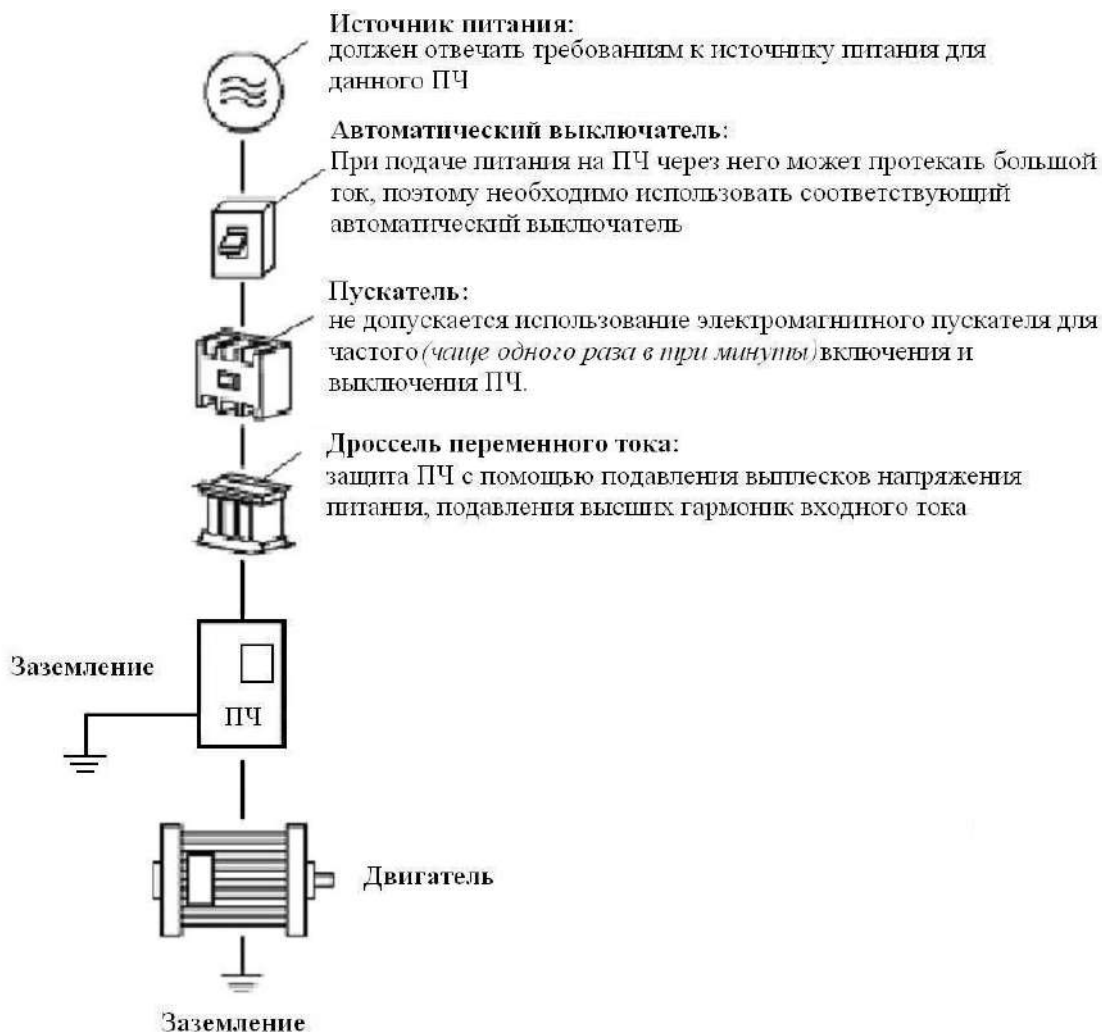 Источник питания:
должен отвечать требованиям к источнику питания для
данного ПЧ
Автоматический выключатель:
При подаче питания на ПЧ через него может протекать большой
ток, поэтому необходимо использовать соответствующий
автоматический выключатель
Пускатель:
не допускается использование электромагнитного пускателя для
частого (чаще одного раза в три минуты) включения и
выключения ПЧ.
Дроссель переменного тока:
защита ПЧ с помощью подавления выплесков напряжения
питания, подавления высших гармоник входного тока
Заземление
ПЧ
Двигатель
Заземление